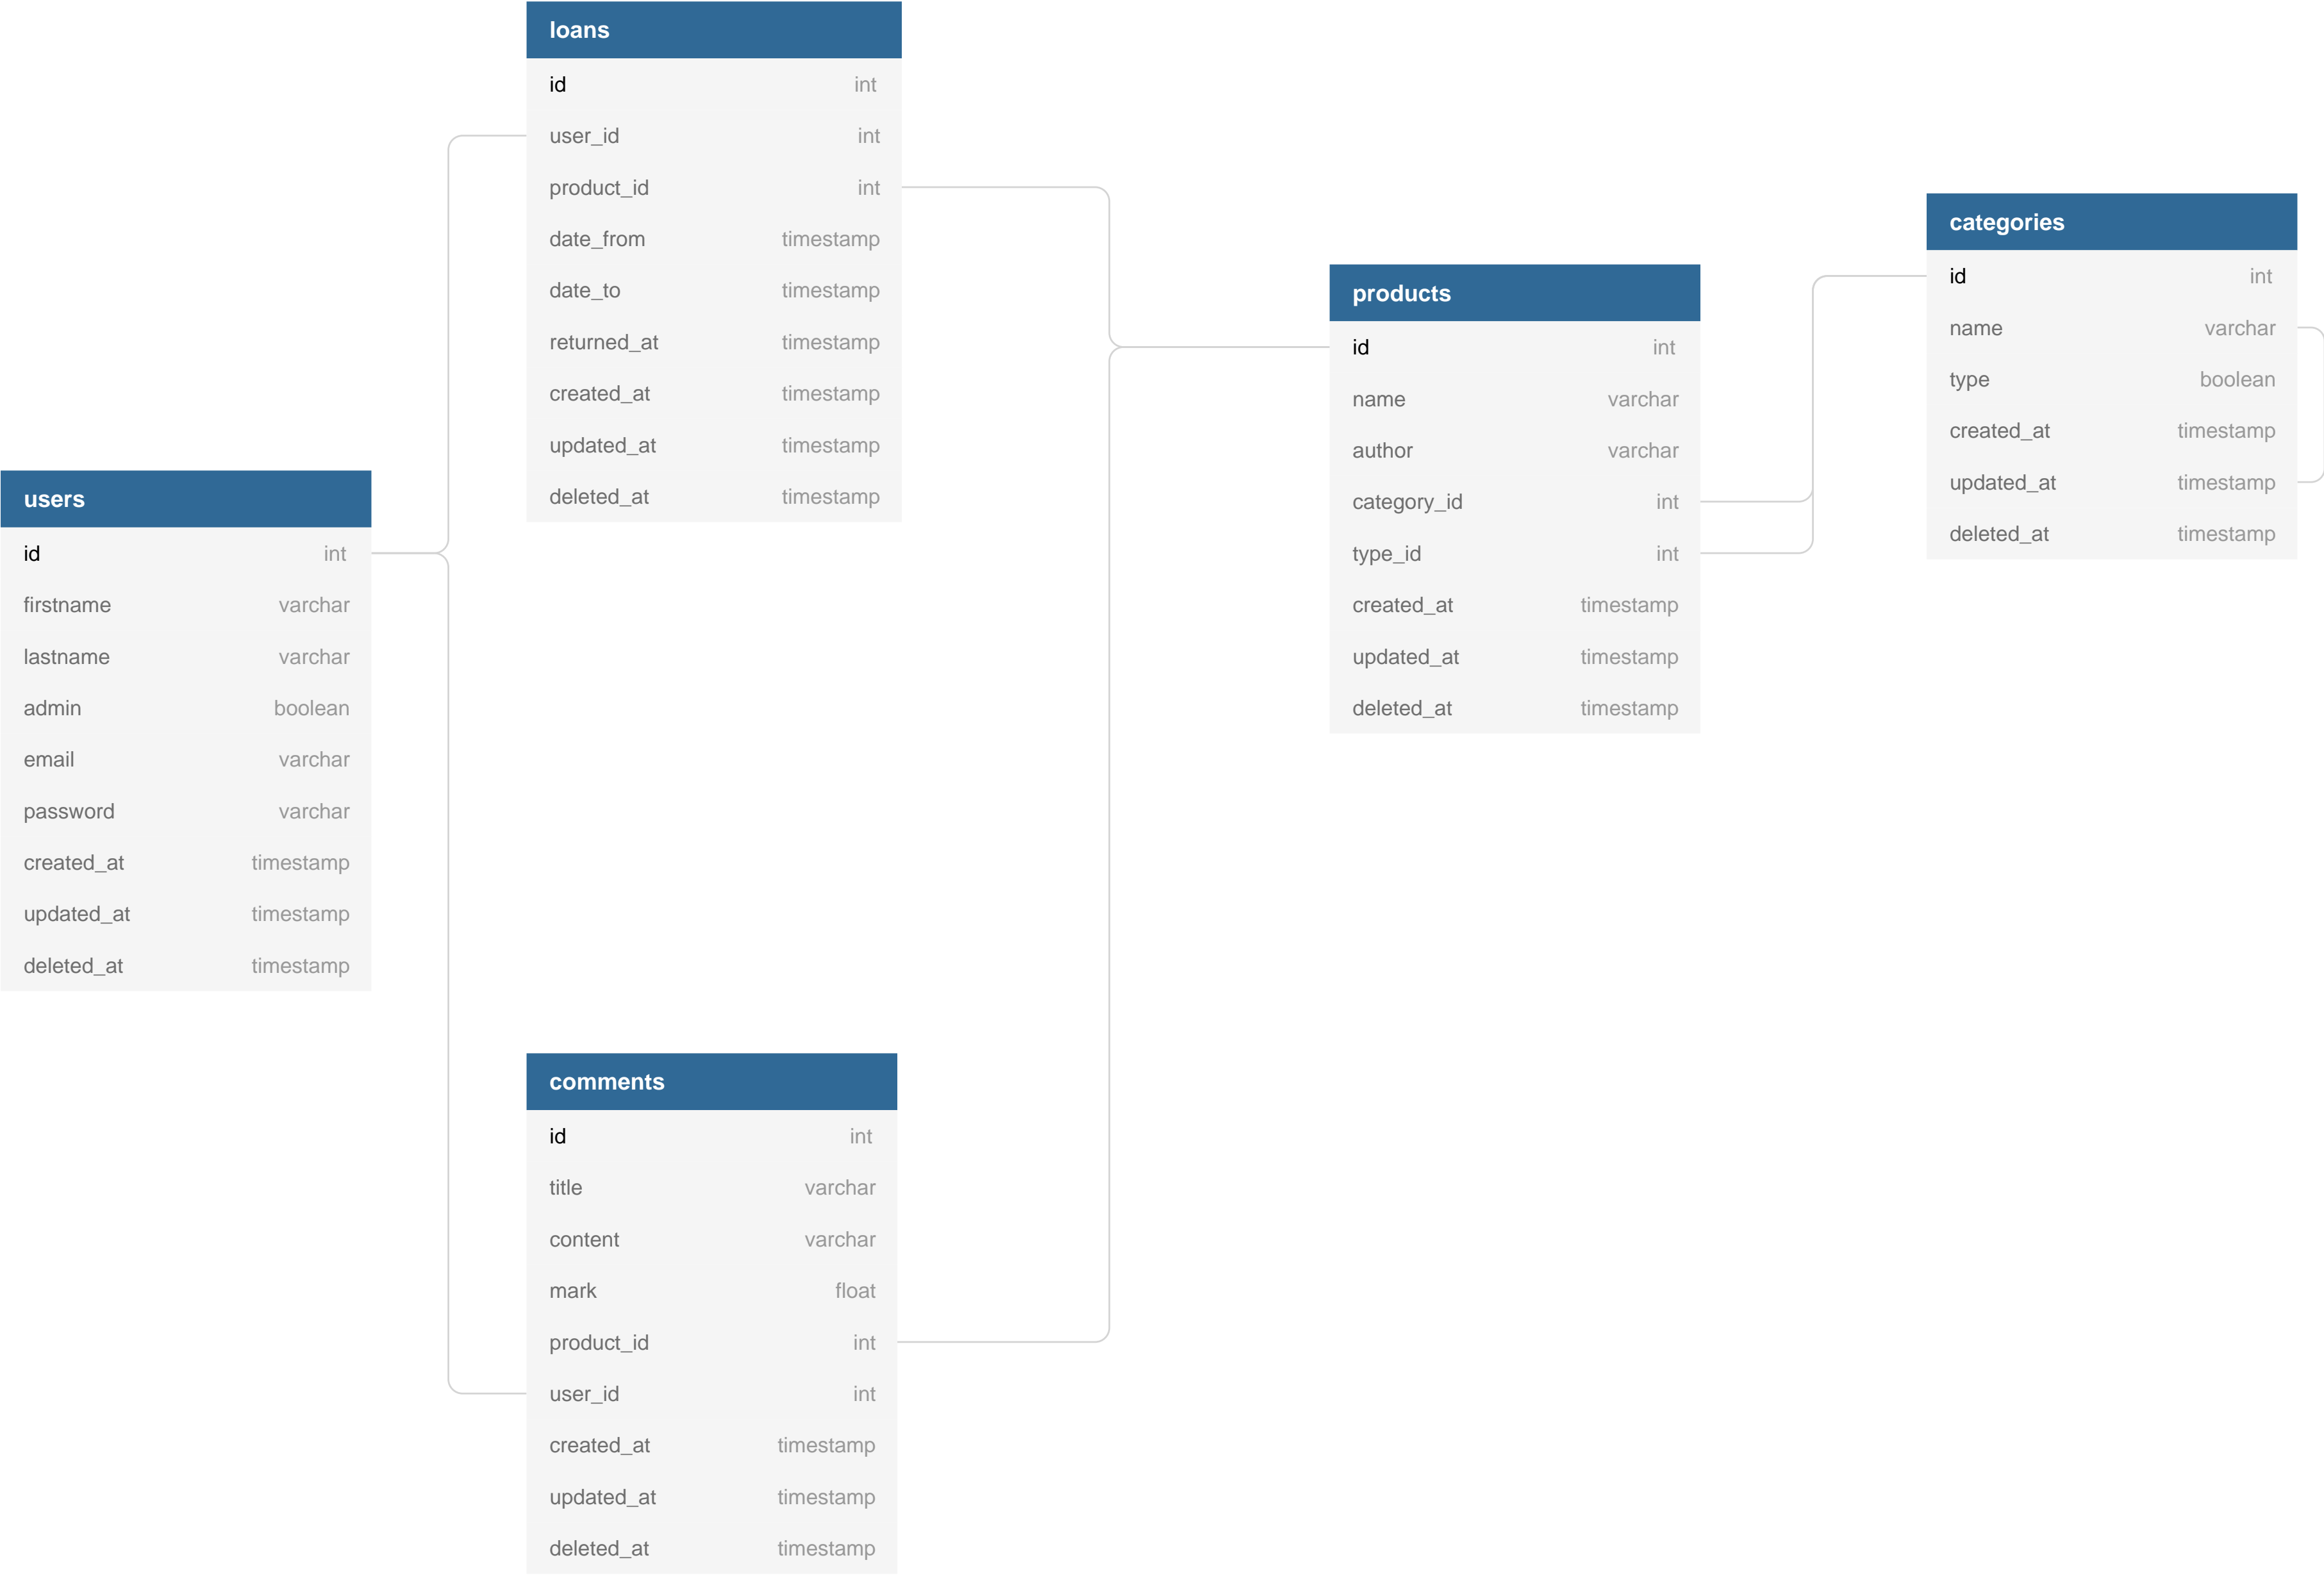 loans
id int
user_id int
product_id int
date_from timestamp
date_to timestamp
returned_at timestamp
created_at timestamp
updated_at timestamp
deleted_at timestamp
categories
id int
name varchar
type boolean
created_at timestamp
updated_at timestamp
deleted_at timestamp
products
id int
name varchar
author varchar
category_id int
type_id int
created_at timestamp
updated_at timestamp
deleted_at timestamp
users
id int
firstname varchar
lastname varchar
admin boolean
email varchar
password varchar
created_at timestamp
updated_at timestamp
deleted_at timestamp
comments
id int
title varchar
content varchar
mark float
product_id int
user_id int
created_at timestamp
updated_at timestamp
deleted_at timestamp